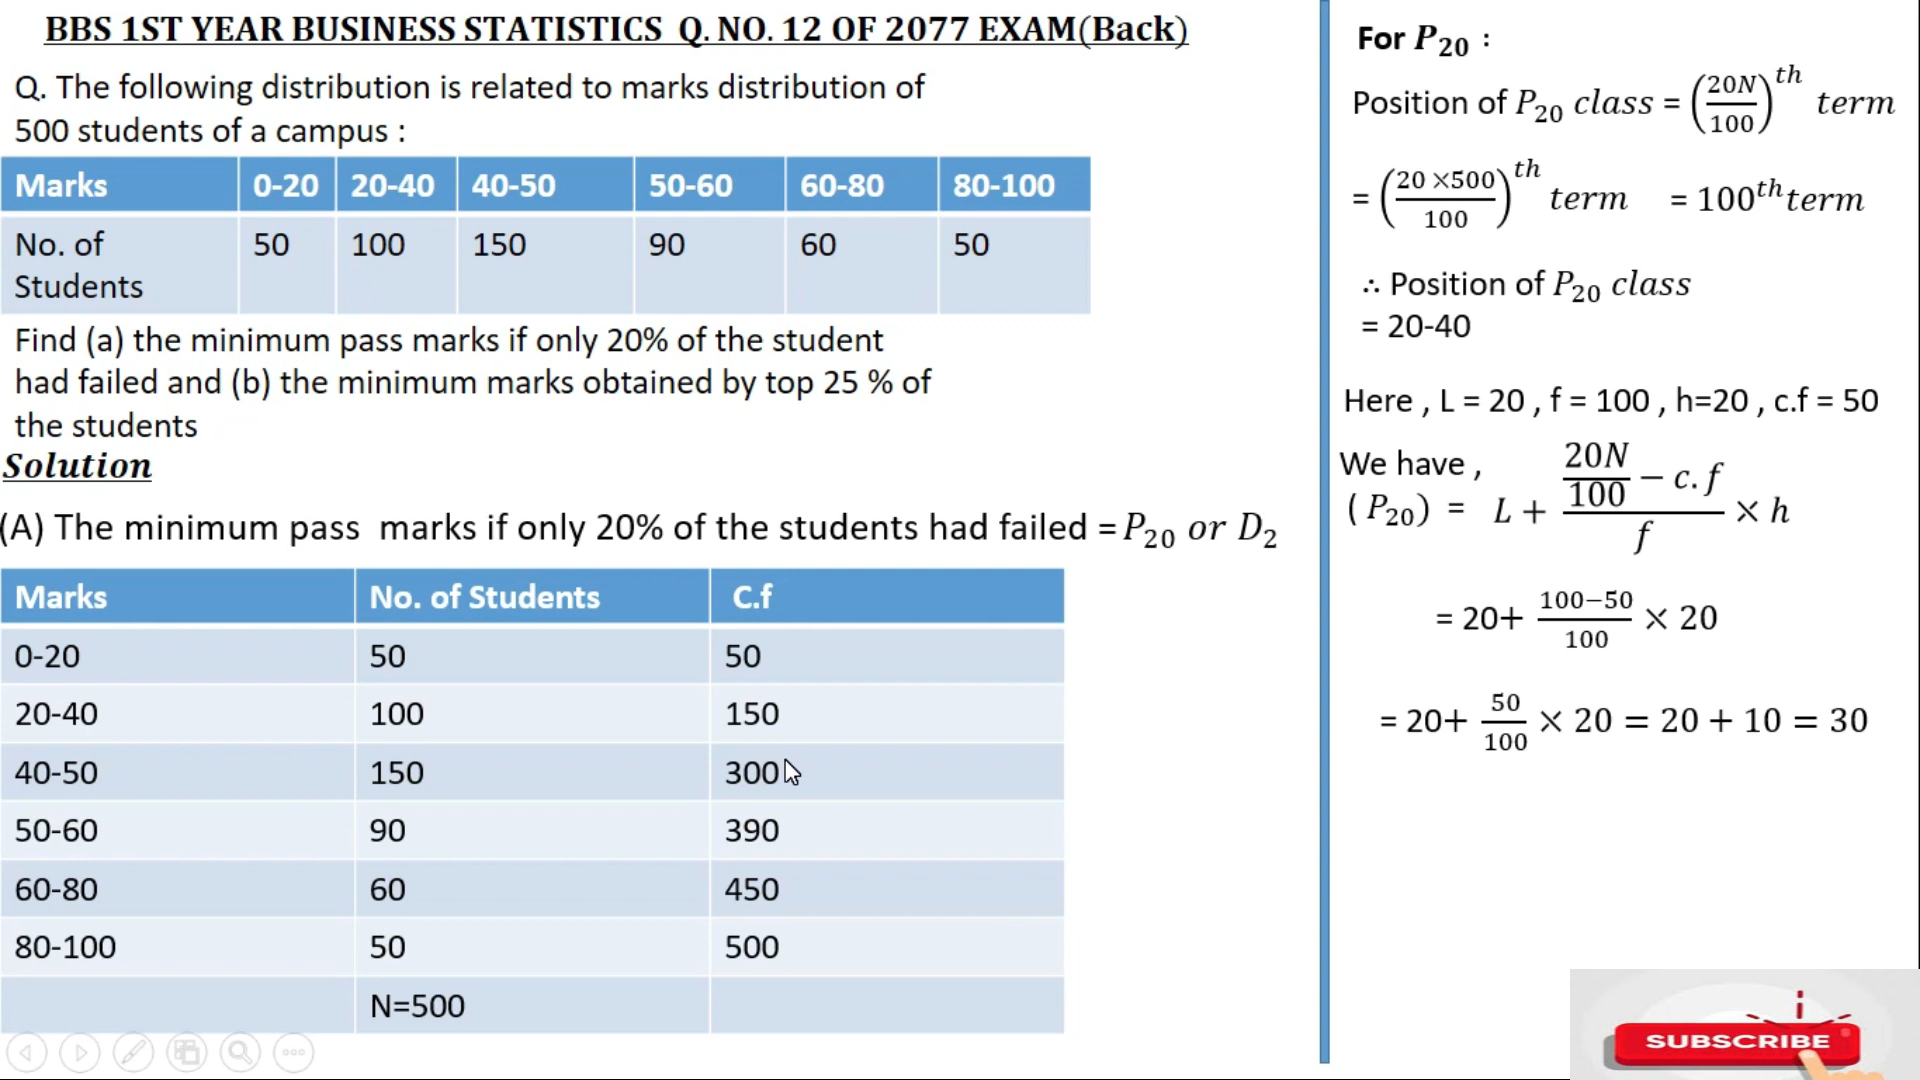 BBS 1ST YEAR BUSINESS STATISTICS Q. NO. 12 OF 2077 EXAM(Back)
Q. The following distribution is related to marks distribution of
500 students of a campus :
Marks 0-20 20-40 40-50 50-60 60-80 80-100
No. of Students 50 100 150 90 60 50
Find (a) the minimum pass marks if only 20% of the student
had failed and (b) the minimum marks obtained by top 25 % of
the students
Solution
(A) The minimum pass marks if only 20% of the students had failed = P₂₀ or D₂
Marks No. of Students C.f
0-20 50 50
20-40 100 150
40-50 150 300
50-60 90 390
60-80 60 450
80-100 50 500
N=500
For P₂₀ :
Position of P₂₀ class = (20N/100)th term
= (20 ×500/100)th term = 100th term
∴ Position of P₂₀ class
= 20-40
Here , L = 20 , f = 100 , h=20 , c.f = 50
We have ,
( P₂₀) = L + (20N/100 − c. f)/f × h
= 20+ (100−50)/100 × 20
= 20+ 50/100 × 20 = 20 + 10 = 30
SUBSCRIBE